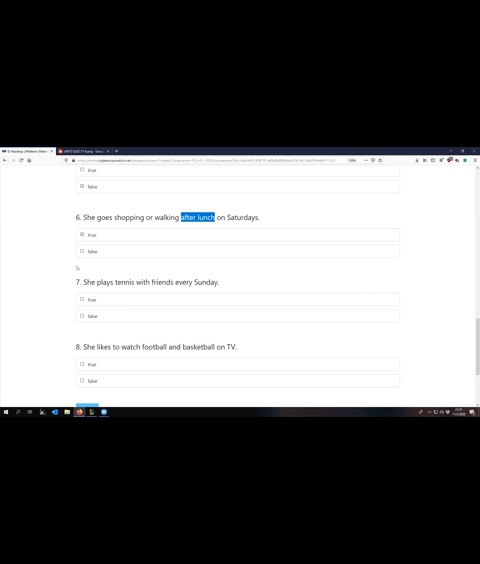 true
false
6. She goes shopping or walking after lunch on Saturdays.
true
false
7. She plays tennis with friends every Sunday.
true
false
8. She likes to watch football and basketball on TV.
true
false